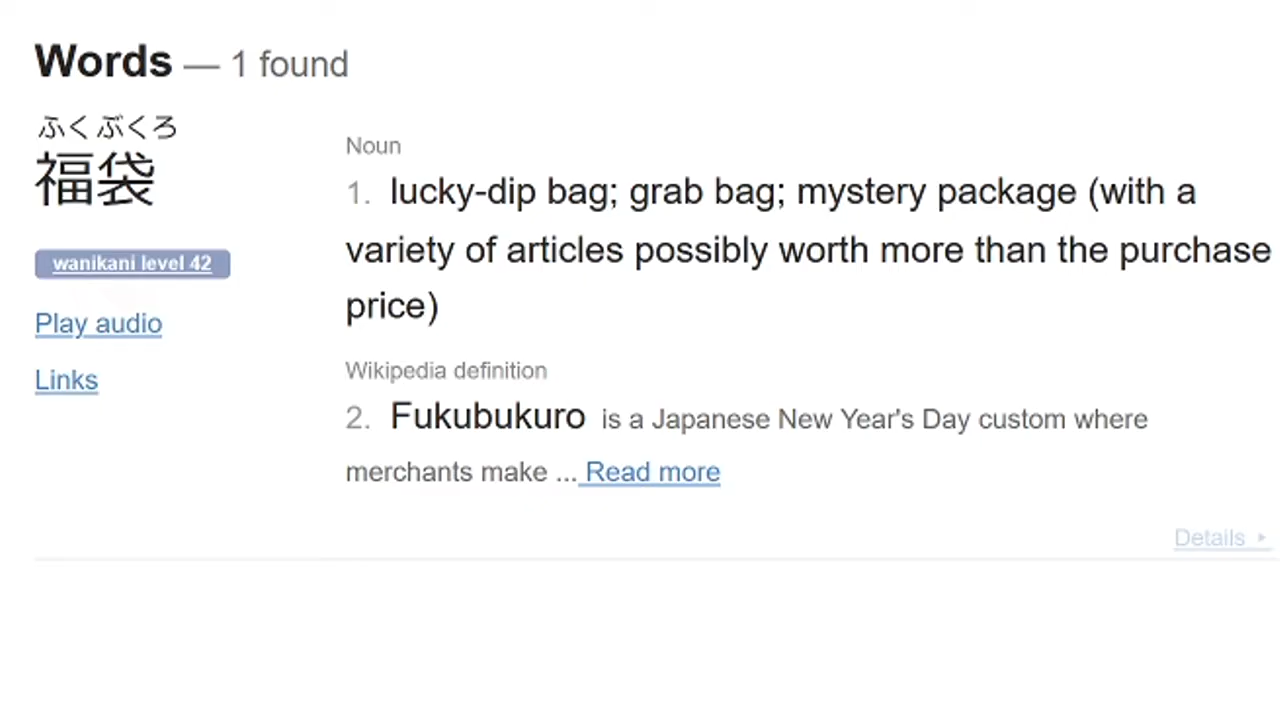 Words — 1 found
ふくぶくろ
福袋
wanikani level 42
Play audio
Links
Noun
1. lucky-dip bag; grab bag; mystery package (with a
variety of articles possibly worth more than the purchase
price)
Wikipedia definition
2. Fukubukuro is a Japanese New Year's Day custom where
merchants make ... Read more
Details ▸